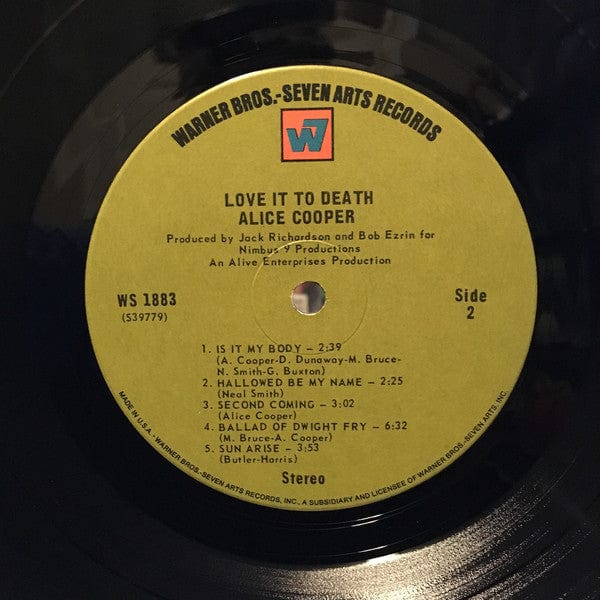 WARNER BROS.-SEVEN ARTS RECORDS
W7
LOVE IT TO DEATH
ALICE COOPER
Produced by Jack Richardson and Bob Ezrin for
Nimbus 9 Productions
An Alive Enterprises Production
WS 1883
(S39779)
Side
2
1. IS IT MY BODY – 2:39
(A. Cooper-D. Dunaway-M. Bruce-
N. Smith-G. Buxton)
2. HALLOWED BE MY NAME – 2:25
(Neal Smith)
3. SECOND COMING – 3:02
(Alice Cooper)
4. BALLAD OF DWIGHT FRY – 6:32
(M. Bruce-A. Cooper)
5. SUN ARISE – 3:53
(Butler-Harris)
Stereo
MADE IN U.S.A. - WARNER BROS.-SEVEN ARTS RECORDS, INC., A SUBSIDIARY AND LICENSEE OF WARNER BROS.-SEVEN ARTS, INC.